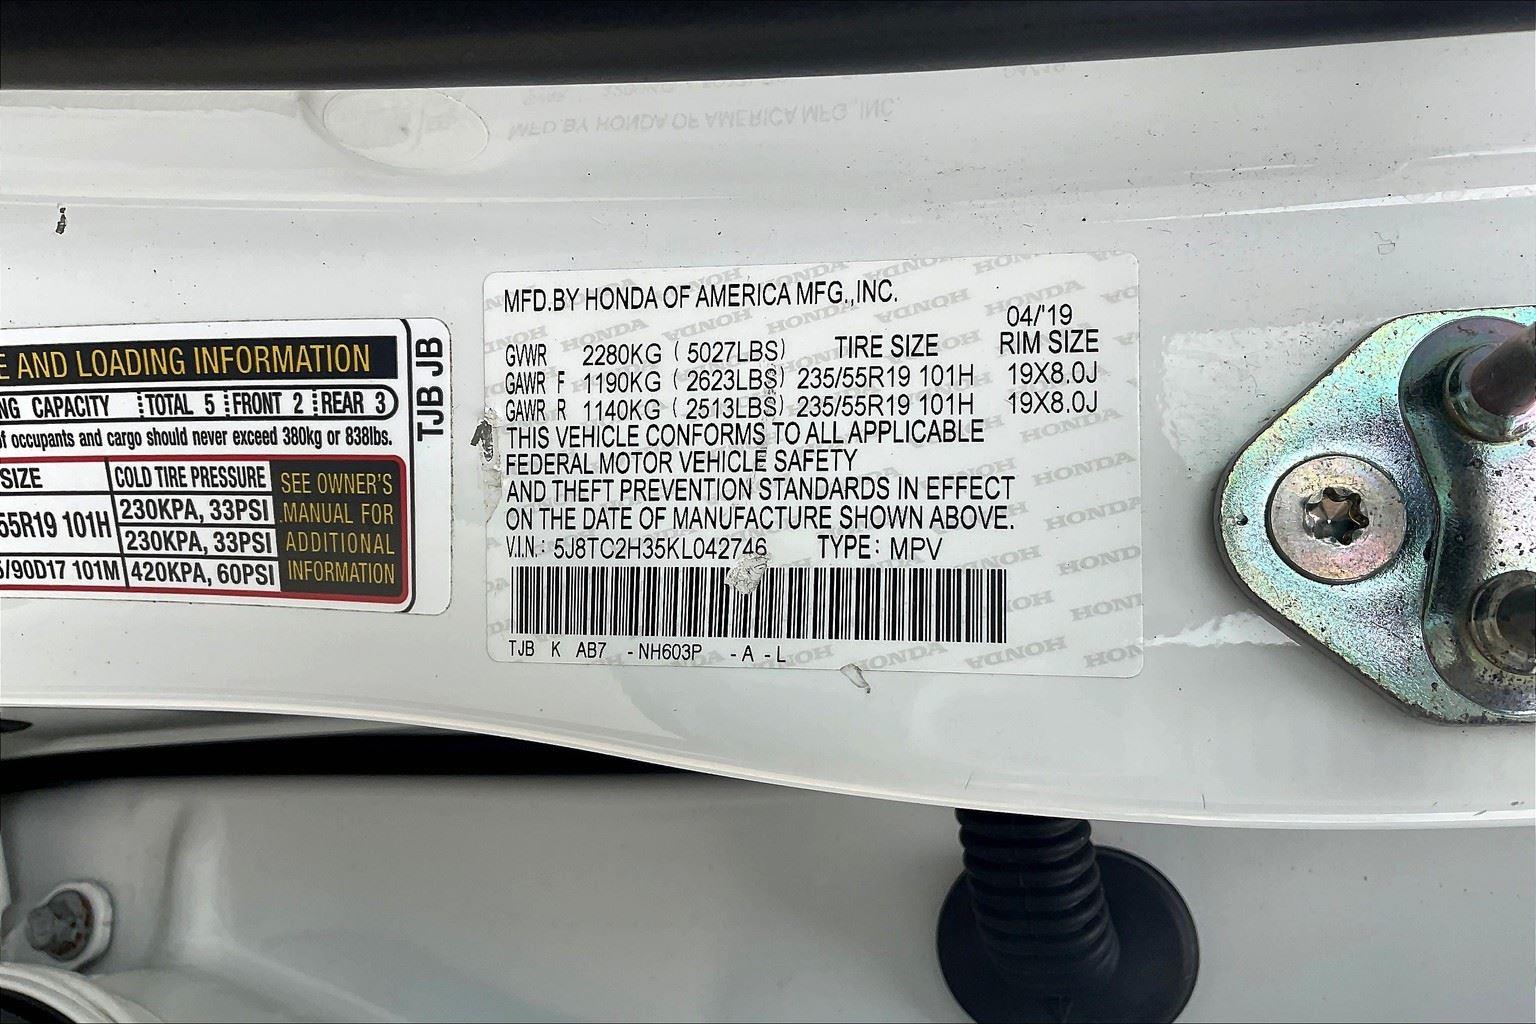 E AND LOADING INFORMATION
NG CAPACITY TOTAL 5 FRONT 2 REAR 3
of occupants and cargo should never exceed 380kg or 838lbs.
SIZE COLD TIRE PRESSURE SEE OWNER'S
55R19 101H 230KPA, 33PSI MANUAL FOR
230KPA, 33PSI ADDITIONAL
/90D17 101M 420KPA, 60PSI INFORMATION
TJB JB
MFD.BY HONDA OF AMERICA MFG.,INC.
04/'19
GVWR 2280KG (5027LBS) TIRE SIZE RIM SIZE
GAWR F 1190KG (2623LBS) 235/55R19 101H 19X8.0J
GAWR R 1140KG (2513LBS) 235/55R19 101H 19X8.0J
THIS VEHICLE CONFORMS TO ALL APPLICABLE
FEDERAL MOTOR VEHICLE SAFETY
AND THEFT PREVENTION STANDARDS IN EFFECT
ON THE DATE OF MANUFACTURE SHOWN ABOVE.
V.I.N.: 5J8TC2H35KL042746 TYPE: MPV
TJB K AB7 -NH603P -A -L